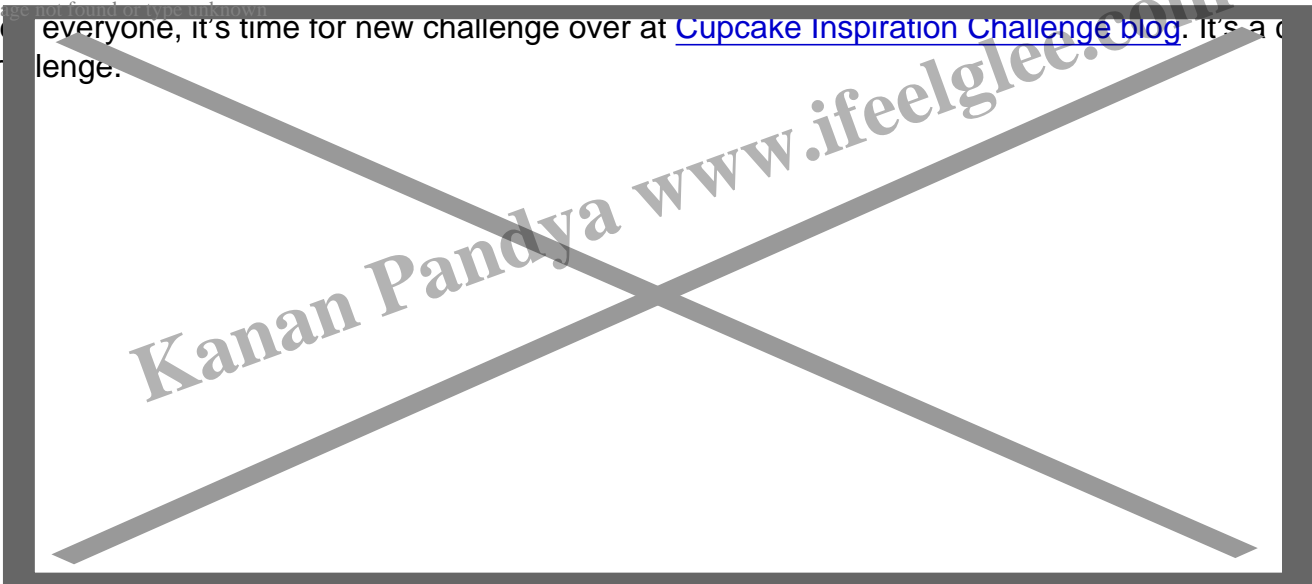 age not found or type unknown
everyone, it's time for new challenge over at Cupcake Inspiration Challenge blog. It's a
lenge.
Kanan Pandya www.ifeelglee.com